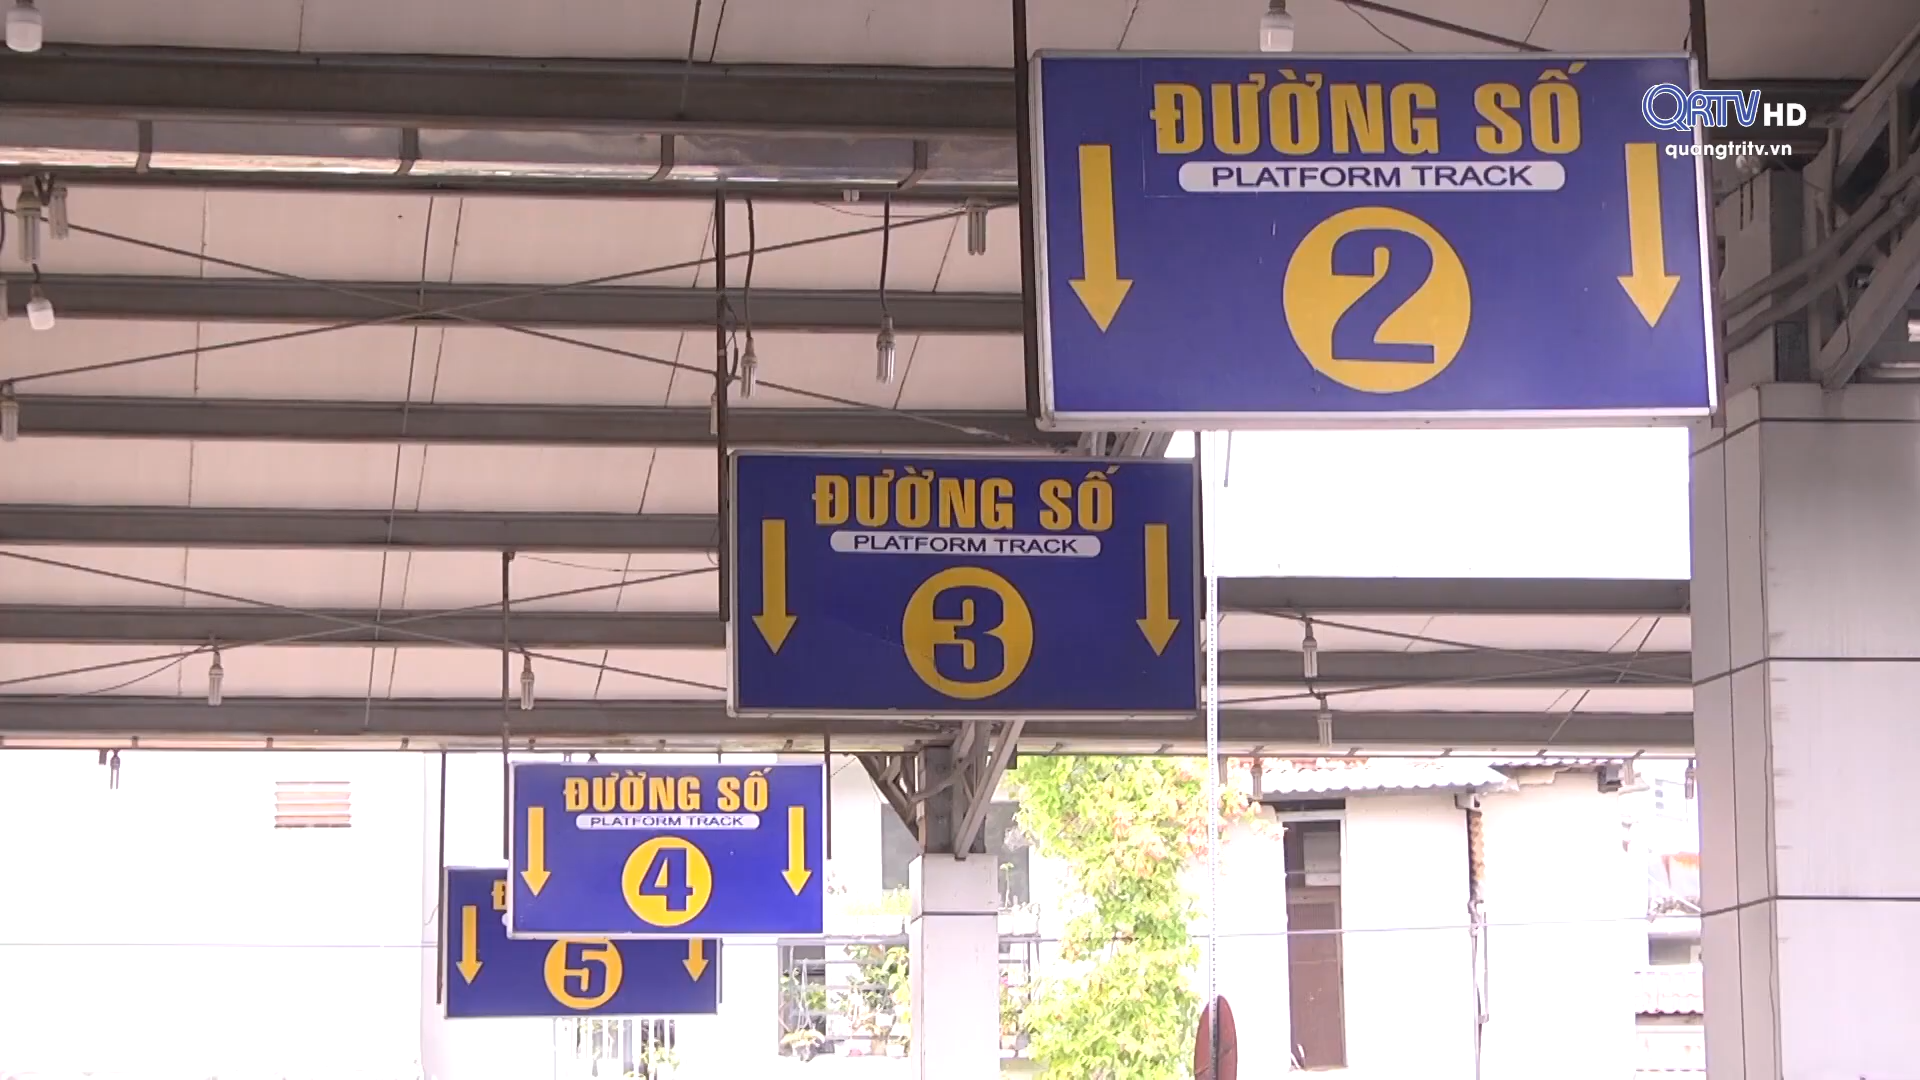 QRTV HD
quangtritv.vn
ĐƯỜNG SỐ
PLATFORM TRACK
2
ĐƯỜNG SỐ
PLATFORM TRACK
3
ĐƯỜNG SỐ
PLATFORM TRACK
4
5